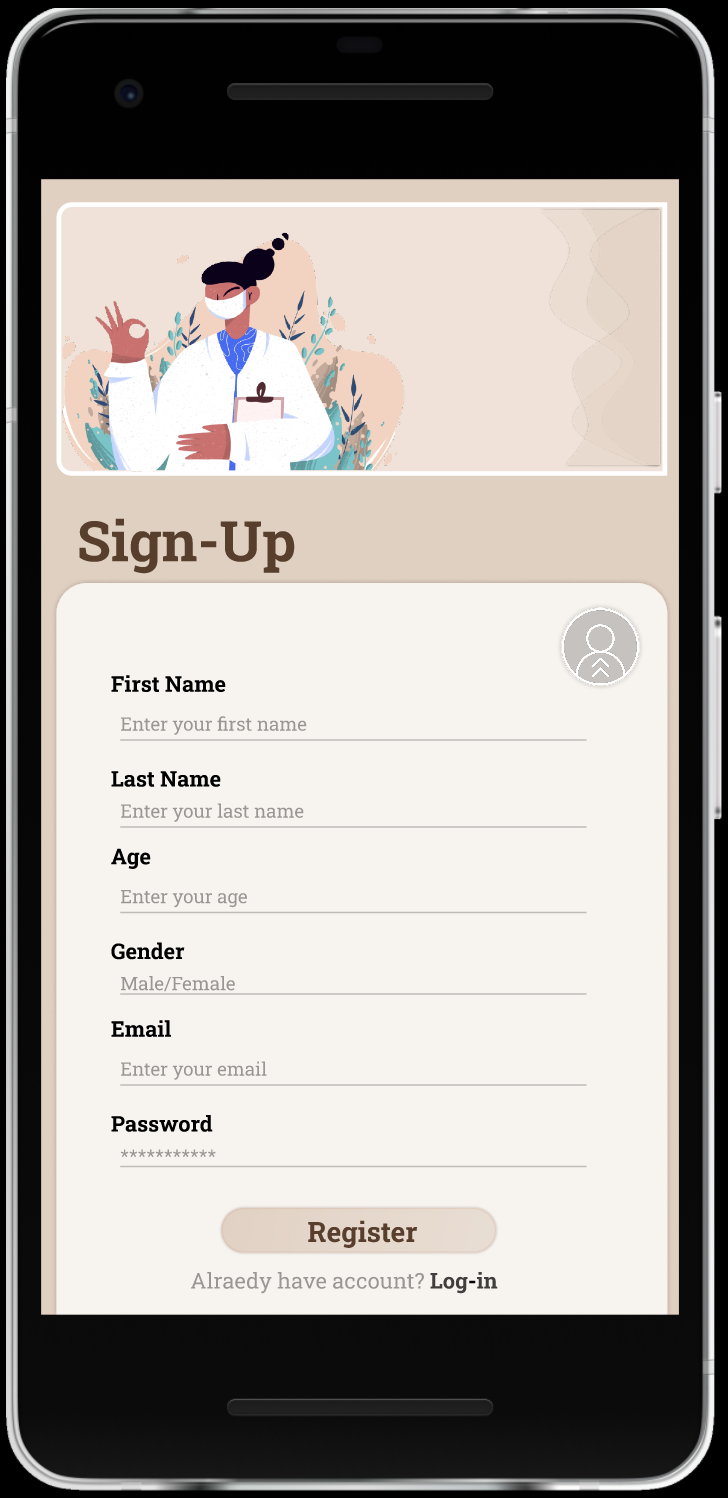 Sign-Up
First Name
Enter your first name
Last Name
Enter your last name
Age
Enter your age
Gender
Male/Female
Email
Enter your email
Password
***********
Register
Alraedy have account? Log-in